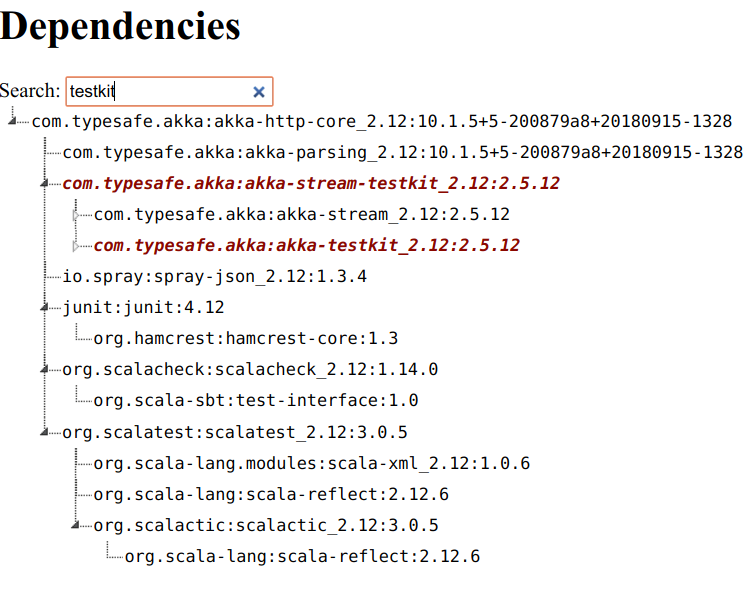 Dependencies
Search: testkit
com.typesafe.akka:akka-http-core_2.12:10.1.5+5-200879a8+20180915-1328
com.typesafe.akka:akka-parsing_2.12:10.1.5+5-200879a8+20180915-1328
com.typesafe.akka:akka-stream-testkit_2.12:2.5.12
com.typesafe.akka:akka-stream_2.12:2.5.12
com.typesafe.akka:akka-testkit_2.12:2.5.12
io.spray:spray-json_2.12:1.3.4
junit:junit:4.12
org.hamcrest:hamcrest-core:1.3
org.scalacheck:scalacheck_2.12:1.14.0
org.scala-sbt:test-interface:1.0
org.scalatest:scalatest_2.12:3.0.5
org.scala-lang.modules:scala-xml_2.12:1.0.6
org.scala-lang:scala-reflect:2.12.6
org.scalactic:scalactic_2.12:3.0.5
org.scala-lang:scala-reflect:2.12.6